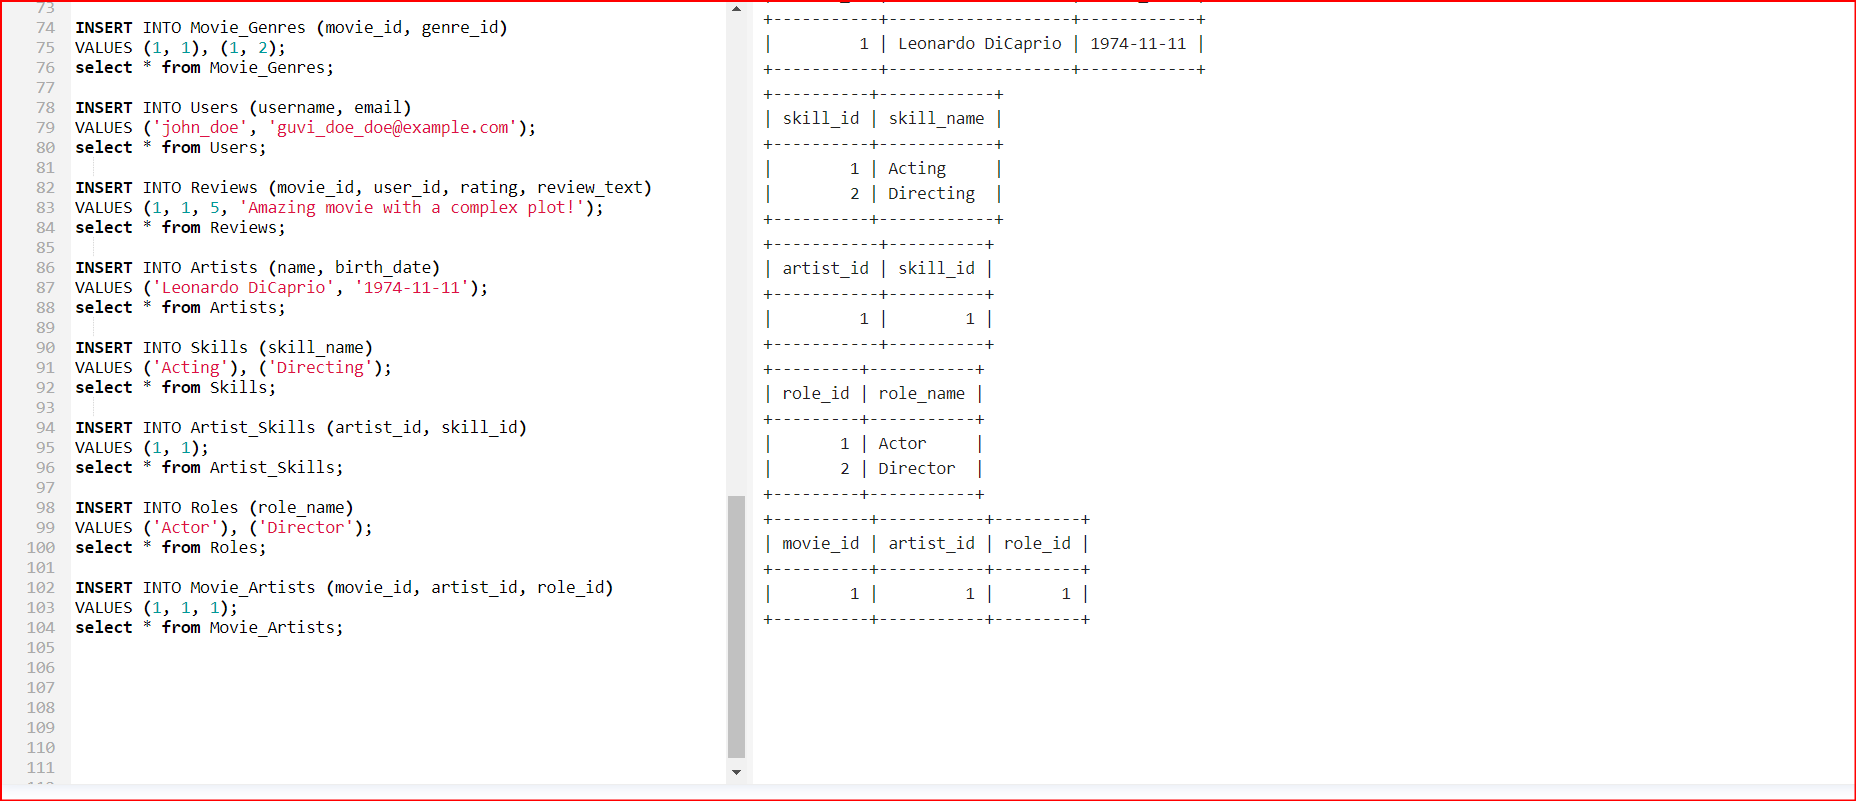 73
74 INSERT INTO Movie_Genres (movie_id, genre_id)
75 VALUES (1, 1), (1, 2);
76 select * from Movie_Genres;
77
78 INSERT INTO Users (username, email)
79 VALUES ('john_doe', 'guvi_doe_doe@example.com');
80 select * from Users;
81
82 INSERT INTO Reviews (movie_id, user_id, rating, review_text)
83 VALUES (1, 1, 5, 'Amazing movie with a complex plot!');
84 select * from Reviews;
85
86 INSERT INTO Artists (name, birth_date)
87 VALUES ('Leonardo DiCaprio', '1974-11-11');
88 select * from Artists;
89
90 INSERT INTO Skills (skill_name)
91 VALUES ('Acting'), ('Directing');
92 select * from Skills;
93
94 INSERT INTO Artist_Skills (artist_id, skill_id)
95 VALUES (1, 1);
96 select * from Artist_Skills;
97
98 INSERT INTO Roles (role_name)
99 VALUES ('Actor'), ('Director');
100 select * from Roles;
101
102 INSERT INTO Movie_Artists (movie_id, artist_id, role_id)
103 VALUES (1, 1, 1);
104 select * from Movie_Artists;
105
106
107
108
109
110
111
+-----------+-------------------+------------+
|         1 | Leonardo DiCaprio | 1974-11-11 |
+-----------+-------------------+------------+
+----------+------------+
| skill_id | skill_name |
+----------+------------+
|        1 | Acting     |
|        2 | Directing  |
+----------+------------+
+-----------+----------+
| artist_id | skill_id |
+-----------+----------+
|         1 |        1 |
+-----------+----------+
+---------+-----------+
| role_id | role_name |
+---------+-----------+
|       1 | Actor     |
|       2 | Director  |
+---------+-----------+
+----------+-----------+---------+
| movie_id | artist_id | role_id |
+----------+-----------+---------+
|        1 |         1 |       1 |
+----------+-----------+---------+